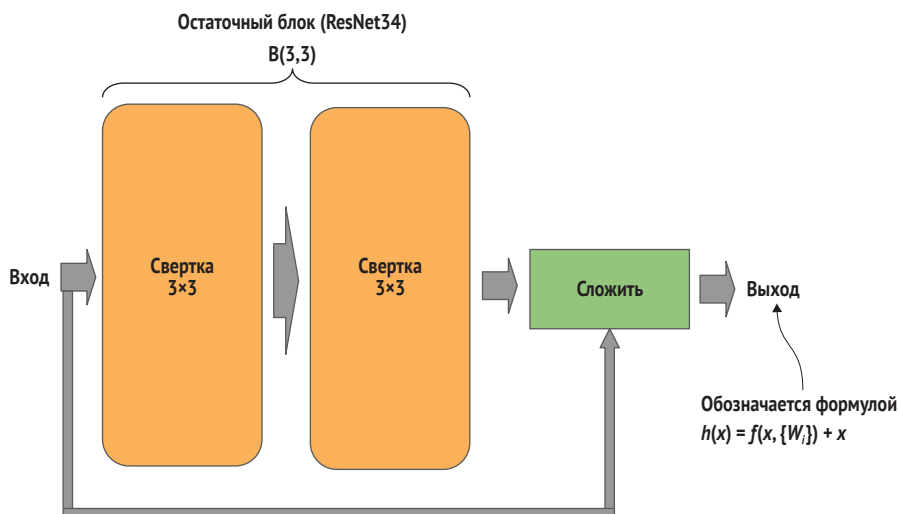 Остаточный блок (ResNet34)
B(3,3)
Вход
Свертка
3×3
Свертка
3×3
Сложить
Выход
Обозначается формулой
h(x) = f(x, {Wᵢ}) + x